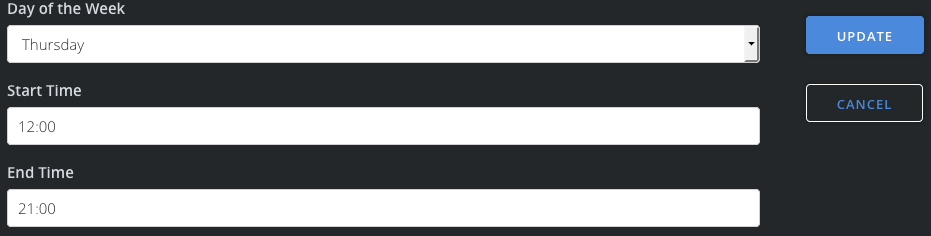 Day of the Week
Thursday
UPDATE
Start Time
CANCEL
12:00
End Time
21:00